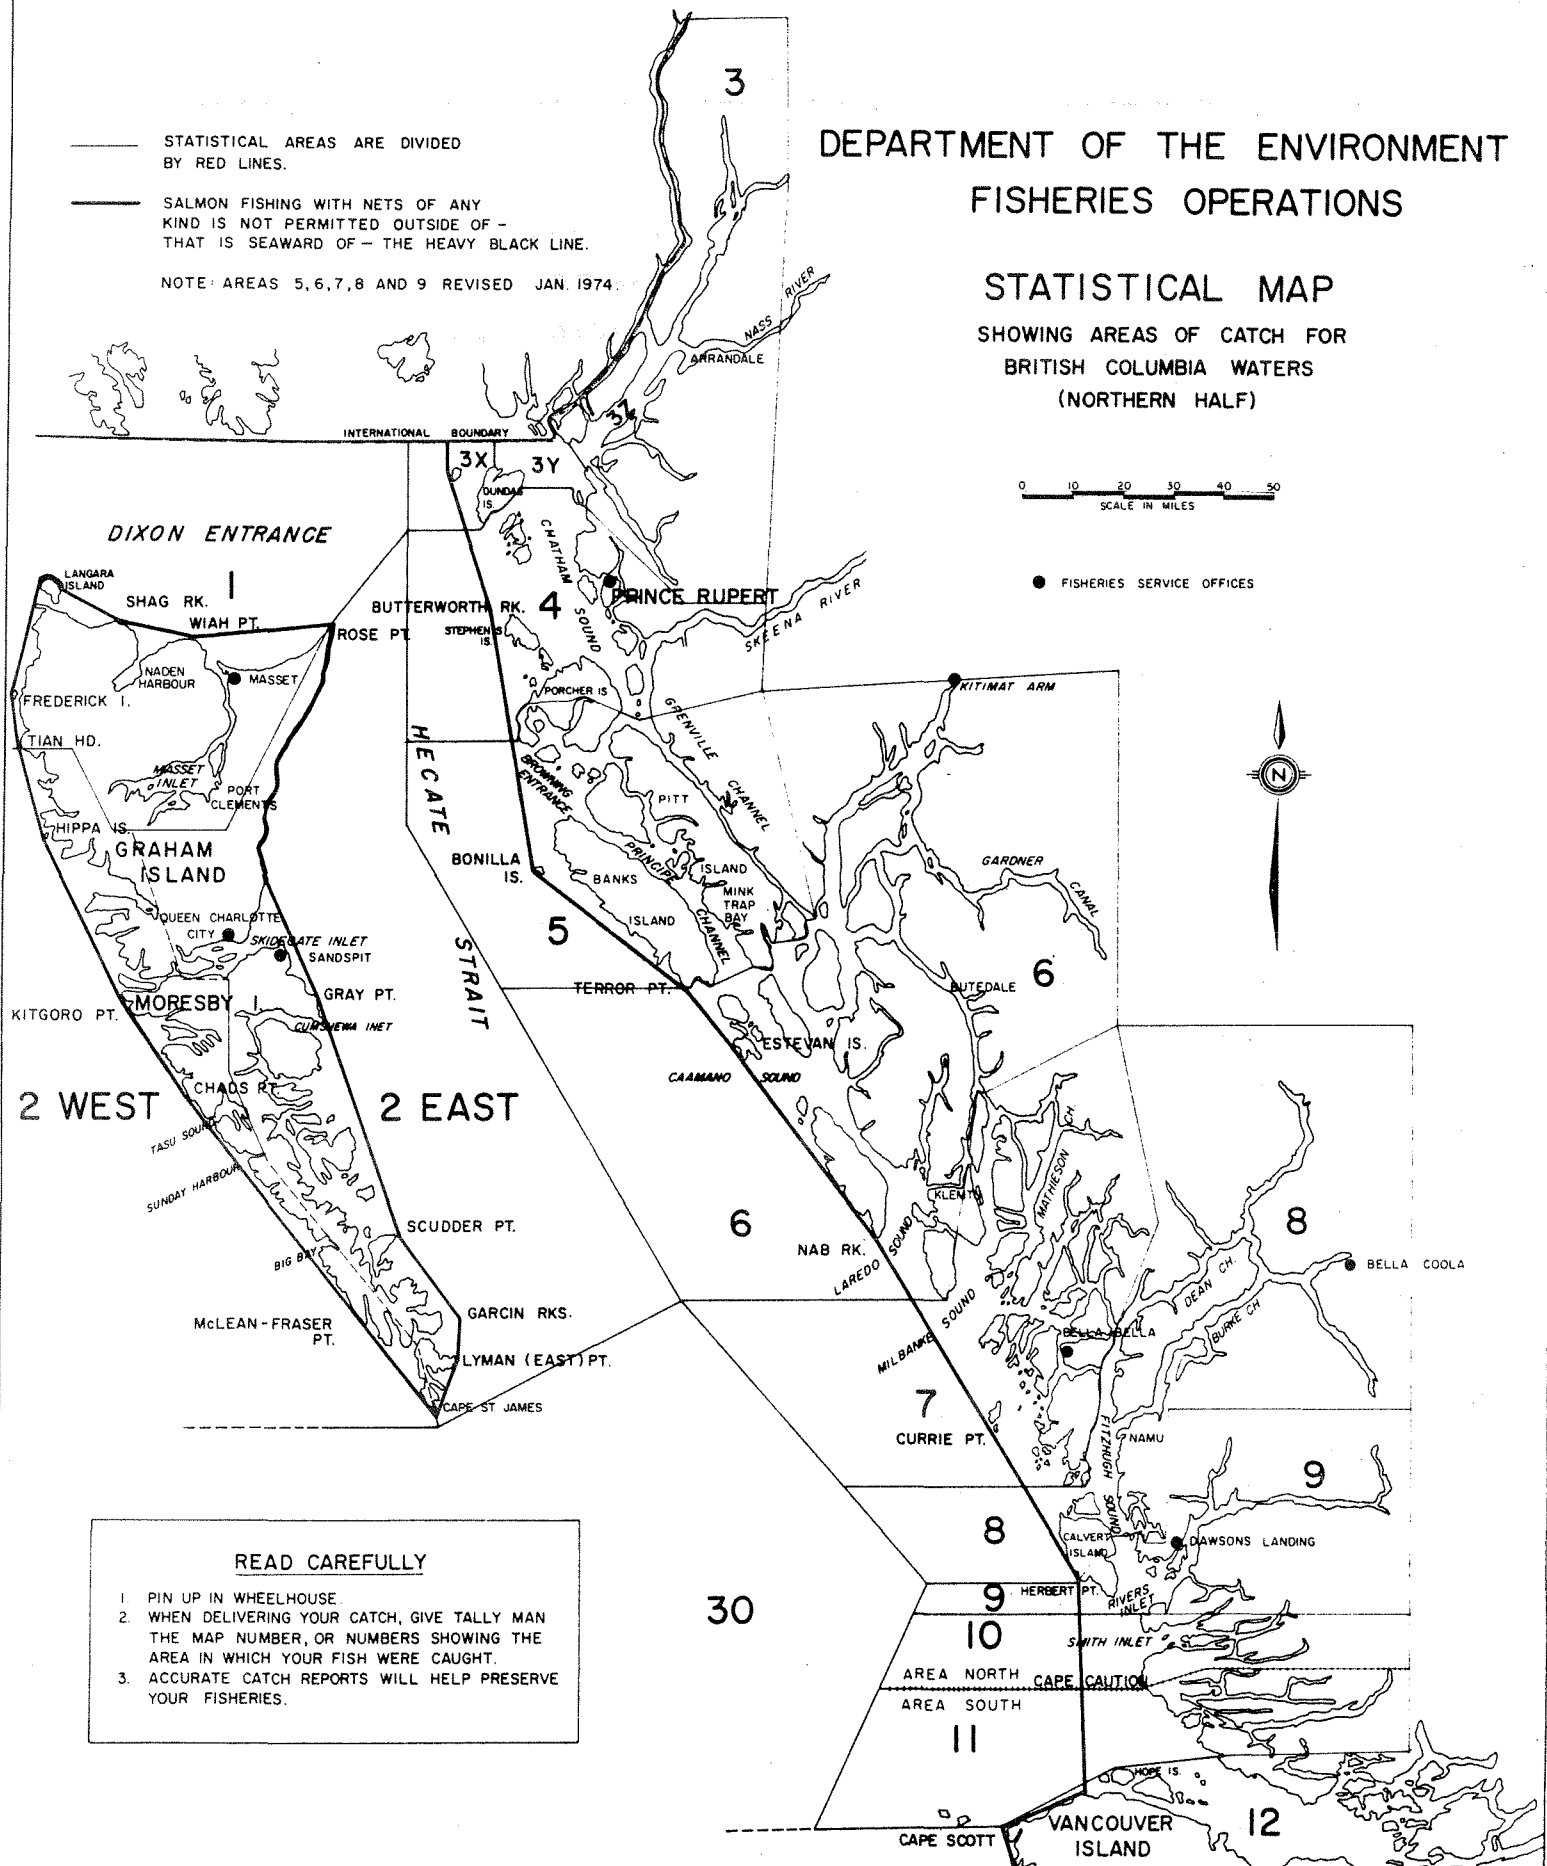 3
STATISTICAL AREAS ARE DIVIDED
BY RED LINES.
SALMON FISHING WITH NETS OF ANY
KIND IS NOT PERMITTED OUTSIDE OF -
THAT IS SEAWARD OF - THE HEAVY BLACK LINE.
NOTE: AREAS 5,6,7,8 AND 9 REVISED JAN. 1974.
DEPARTMENT OF THE ENVIRONMENT
FISHERIES OPERATIONS
STATISTICAL MAP
SHOWING AREAS OF CATCH FOR
BRITISH COLUMBIA WATERS
(NORTHERN HALF)
0 10 20 30 40 50
SCALE IN MILES
FISHERIES SERVICE OFFICES
N
NASS RIVER
ARRANDALE
3Z
INTERNATIONAL BOUNDARY
3X
3Y
DUNDAS
IS.
DIXON ENTRANCE
CHATHAM SOUND
LANGARA
ISLAND
1
SHAG RK.
WIAH PT.
ROSE PT.
BUTTERWORTH RK.
4
PRINCE RUPERT
SKEENA RIVER
STEPHENS
IS.
NADEN
HARBOUR
MASSET
PORCHER IS
KITIMAT ARM
FREDERICK I.
TIAN HD.
GRENVILLE CHANNEL
HECATE STRAIT
BROWNING
ENTRANCE
MASSET
INLET
PORT
CLEMENTS
PITT
ISLAND
HIPPA IS.
GRAHAM
ISLAND
BONILLA
IS.
PRINCIPE CHANNEL
BANKS
ISLAND
MINK
TRAP
BAY
GARDNER CANAL
QUEEN CHARLOTTE
CITY
SKIDEGATE INLET
SANDSPIT
5
6
TERROR PT.
BUTEDALE
MORESBY I.
GRAY PT.
KITGORO PT.
CUMSHEWA INET
ESTEVAN IS.
CAAMANO SOUND
CHADS PT.
2 WEST
2 EAST
TASU SOUND
SUNDAY HARBOUR
MATHIESON CH.
KLEMTU
SCUDDER PT.
6
8
NAB RK.
LAREDO SOUND
BIG BAY
DEAN CH.
BELLA COOLA
BURKE CH
McLEAN-FRASER
PT.
GARCIN RKS.
MILBANKE SOUND
BELLA BELLA
LYMAN (EAST) PT.
CAPE ST JAMES
7
CURRIE PT.
FITZHUGH SOUND
NAMU
9
8
CALVERT
ISLAND
DAWSONS LANDING
HERBERT PT.
9
RIVERS
INLET
30
10
SMITH INLET
AREA NORTH
CAPE CAUTION
AREA SOUTH
11
HOPE IS.
CAPE SCOTT
VANCOUVER
ISLAND
12
READ CAREFULLY
1. PIN UP IN WHEELHOUSE.
2. WHEN DELIVERING YOUR CATCH, GIVE TALLY MAN
THE MAP NUMBER, OR NUMBERS SHOWING THE
AREA IN WHICH YOUR FISH WERE CAUGHT.
3. ACCURATE CATCH REPORTS WILL HELP PRESERVE
YOUR FISHERIES.